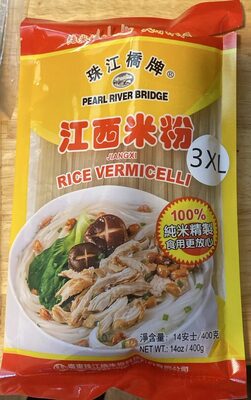 珠江橋牌®
PEARL RIVER BRIDGE
江西米粉
JIANGXI
RICE VERMICELLI
3XL
100%
純米精製
食用更放心
淨含量: 14安士/400克
NET WT.: 14oz / 400g